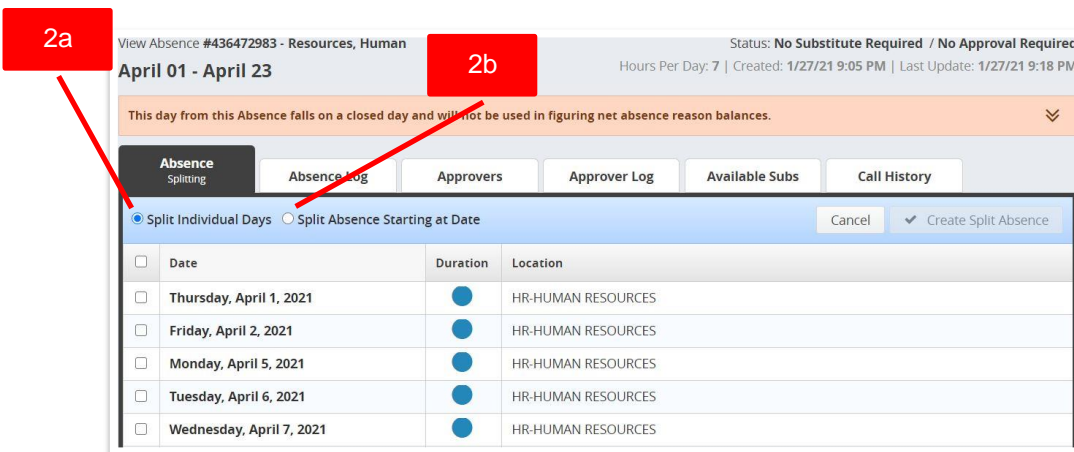 2a
2b
View Absence #436472983 - Resources, Human
Status: No Substitute Required / No Approval Required
April 01 - April 23
Hours Per Day: 7 | Created: 1/27/21 9:05 PM | Last Update: 1/27/21 9:18 PM
This day from this Absence falls on a closed day and will not be used in figuring net absence reason balances.
Absence
Splitting
Absence Log
Approvers
Approver Log
Available Subs
Call History
Split Individual Days
Split Absence Starting at Date
Cancel
Create Split Absence
Date Duration Location
Thursday, April 1, 2021 HR-HUMAN RESOURCES
Friday, April 2, 2021 HR-HUMAN RESOURCES
Monday, April 5, 2021 HR-HUMAN RESOURCES
Tuesday, April 6, 2021 HR-HUMAN RESOURCES
Wednesday, April 7, 2021 HR-HUMAN RESOURCES